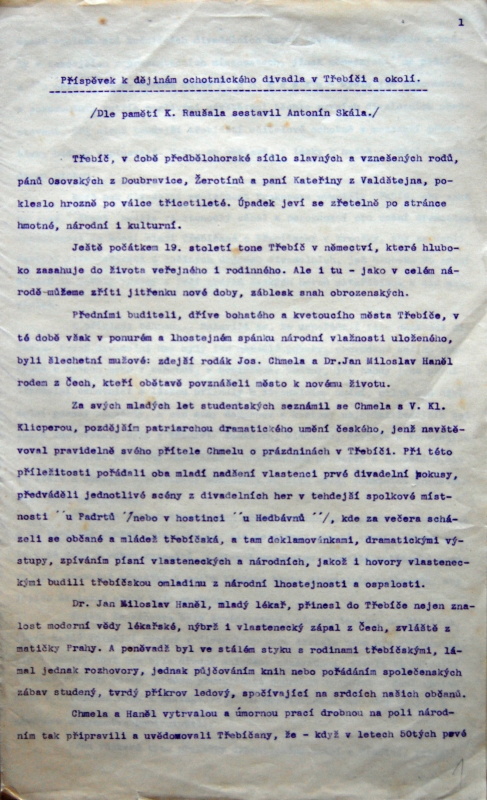 1
Příspěvek k dějinám ochotnického divadla v Třebíči a okolí.
/Dle pamětí K. Raušala sestavil Antonín Skála./
Třebíč, v době předbělohorské sídlo slavných a vznešených rodů,
pánů Osovských z Doubravice, Žerotínů a paní Kateřiny z Valdštejna, po-
kleslo hrozně po válce třicetileté. Úpadek jeví se zřetelně po stránce
hmotné, národní i kulturní.
Ještě počátkem 19. století tone Třebíč v němectví, které hlubo-
ko zasahuje do života veřejného i rodinného. Ale i tu - jako v celém ná-
rodě-můžeme zříti jitřenku nové doby, záblesk snah obrozenských.
Předními buditeli, dříve bohatého a kvetoucího města Třebíče, v
té době však v ponurém a lhostejném spánku národní vlažnosti uloženého,
byli šlechetní mužové: zdejší rodák Jos. Chmela a Dr.Jan Miloslav Haněl
rodem z Čech, kteří obětavě povznášeli město k novému životu.
Za svých mladých let studentských seznámil se Chmela a V. Kl.
Klicperou, pozdějším patriarchou dramatického umění českého, jenž navště-
voval pravidelně svého přítele Chmelu o prázdninách v Třebíči. Při této
příležitosti pořádali oba mladí nadšení vlastenci prvé divadelní pokusy,
předváděli jednotlivé scény z divadelních her v tehdejší spolkové míst-
nosti ´´u Padrtů ´/nebo v hostinci ´´u Hedbávnů ´´/, kde za večera schá-
zeli se občané a mládež třebíčská, a tam deklamovánkami, dramatickými vý-
stupy, zpíváním písní vlasteneckých a národních, jakož i hovory vlastenec-
kými budili třebíčskou omladinu z národní lhostejnosti a ospalosti.
Dr. Jan Miloslav Haněl, mladý lékař, přinesl do Třebíče nejen zna-
lost moderní vědy lékařské, nýbrž i vlastenecký zápal z Čech, zvláště z
matičky Prahy. A poněvadž byl ve stálém styku s rodinami třebíčskými, lá-
mal jednak rozhovory, jednak půjčováním knih nebo pořádáním společenských
zábav studený, tvrdý příkrov ledový, spočívající na srdcích našich občanů.
Chmela a Haněl vytrvalou a úmornou prací drobnou na poli národ-
ním tak připravili a uvědomovali Třebíčany, že - když v letech 50tých prvé
1